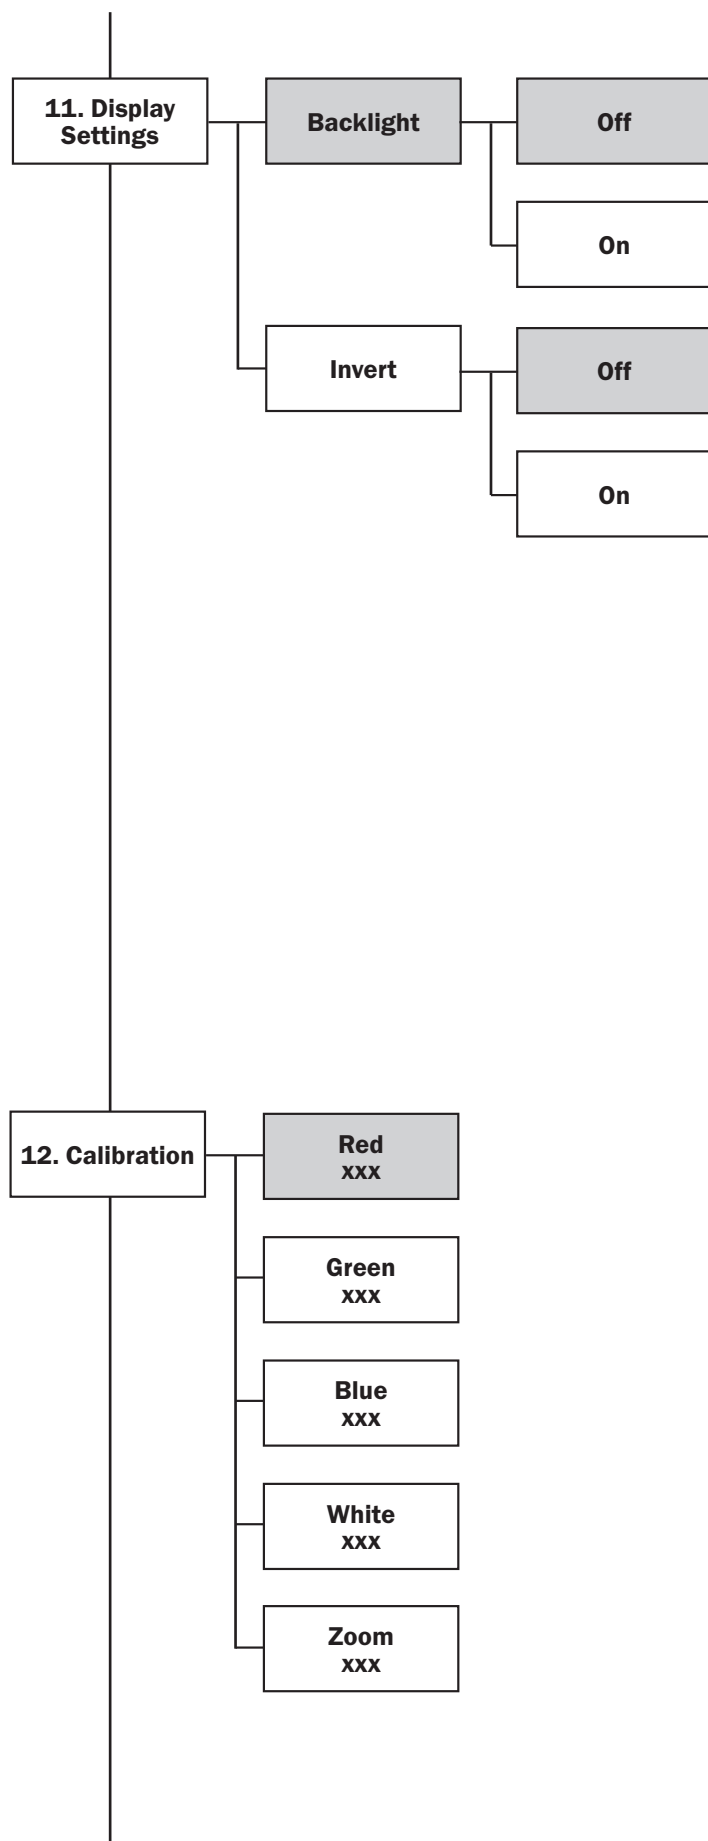 11. Display
Settings
Backlight
Off
On
Invert
Off
On
12. Calibration
Red
xxx
Green
xxx
Blue
xxx
White
xxx
Zoom
xxx